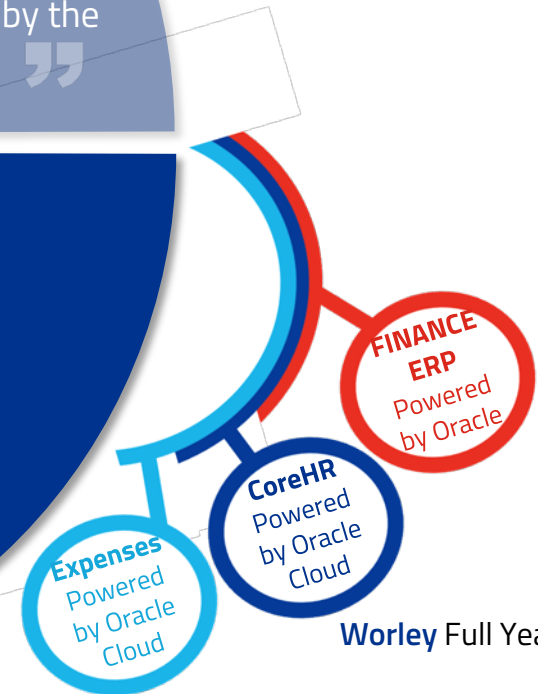 by the
”
FINANCE
ERP
Powered
by Oracle
CoreHR
Powered
by Oracle
Cloud
Expenses
Powered
by Oracle
Cloud
Worley Full Yea